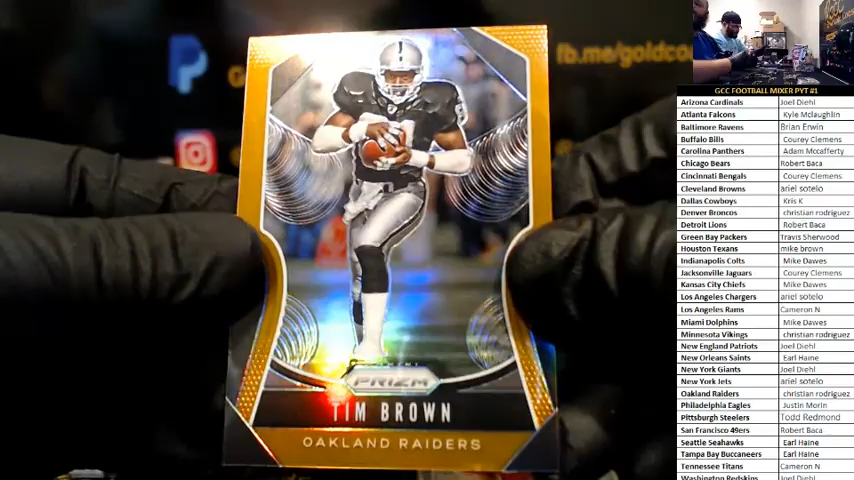 fb.me/goldco
PRIZM
TIM BROWN
OAKLAND RAIDERS
GCC FOOTBALL MIXER PYT #1
Arizona Cardinals Joel Diehl
Atlanta Falcons Kyle Mclaughlin
Baltimore Ravens Brian Erwin
Buffalo Bills Courey Clemens
Carolina Panthers Adam Mccafferty
Chicago Bears Robert Baca
Cincinnati Bengals Courey Clemens
Cleveland Browns ariel sotelo
Dallas Cowboys Kris K
Denver Broncos christian rodriguez
Detroit Lions Robert Baca
Green Bay Packers Travis Sherwood
Houston Texans mike brown
Indianapolis Colts Mike Dawes
Jacksonville Jaguars Courey Clemens
Kansas City Chiefs Mike Dawes
Los Angeles Chargers ariel sotelo
Los Angeles Rams Cameron N
Miami Dolphins Mike Dawes
Minnesota Vikings christian rodriguez
New England Patriots Joel Diehl
New Orleans Saints Earl Haine
New York Giants Joel Diehl
New York Jets ariel sotelo
Oakland Raiders christian rodriguez
Philadelphia Eagles Justin Morin
Pittsburgh Steelers Todd Redmond
San Francisco 49ers Robert Baca
Seattle Seahawks Earl Haine
Tampa Bay Buccaneers Earl Haine
Tennessee Titans Cameron N
Washington Redskins Joel Diehl